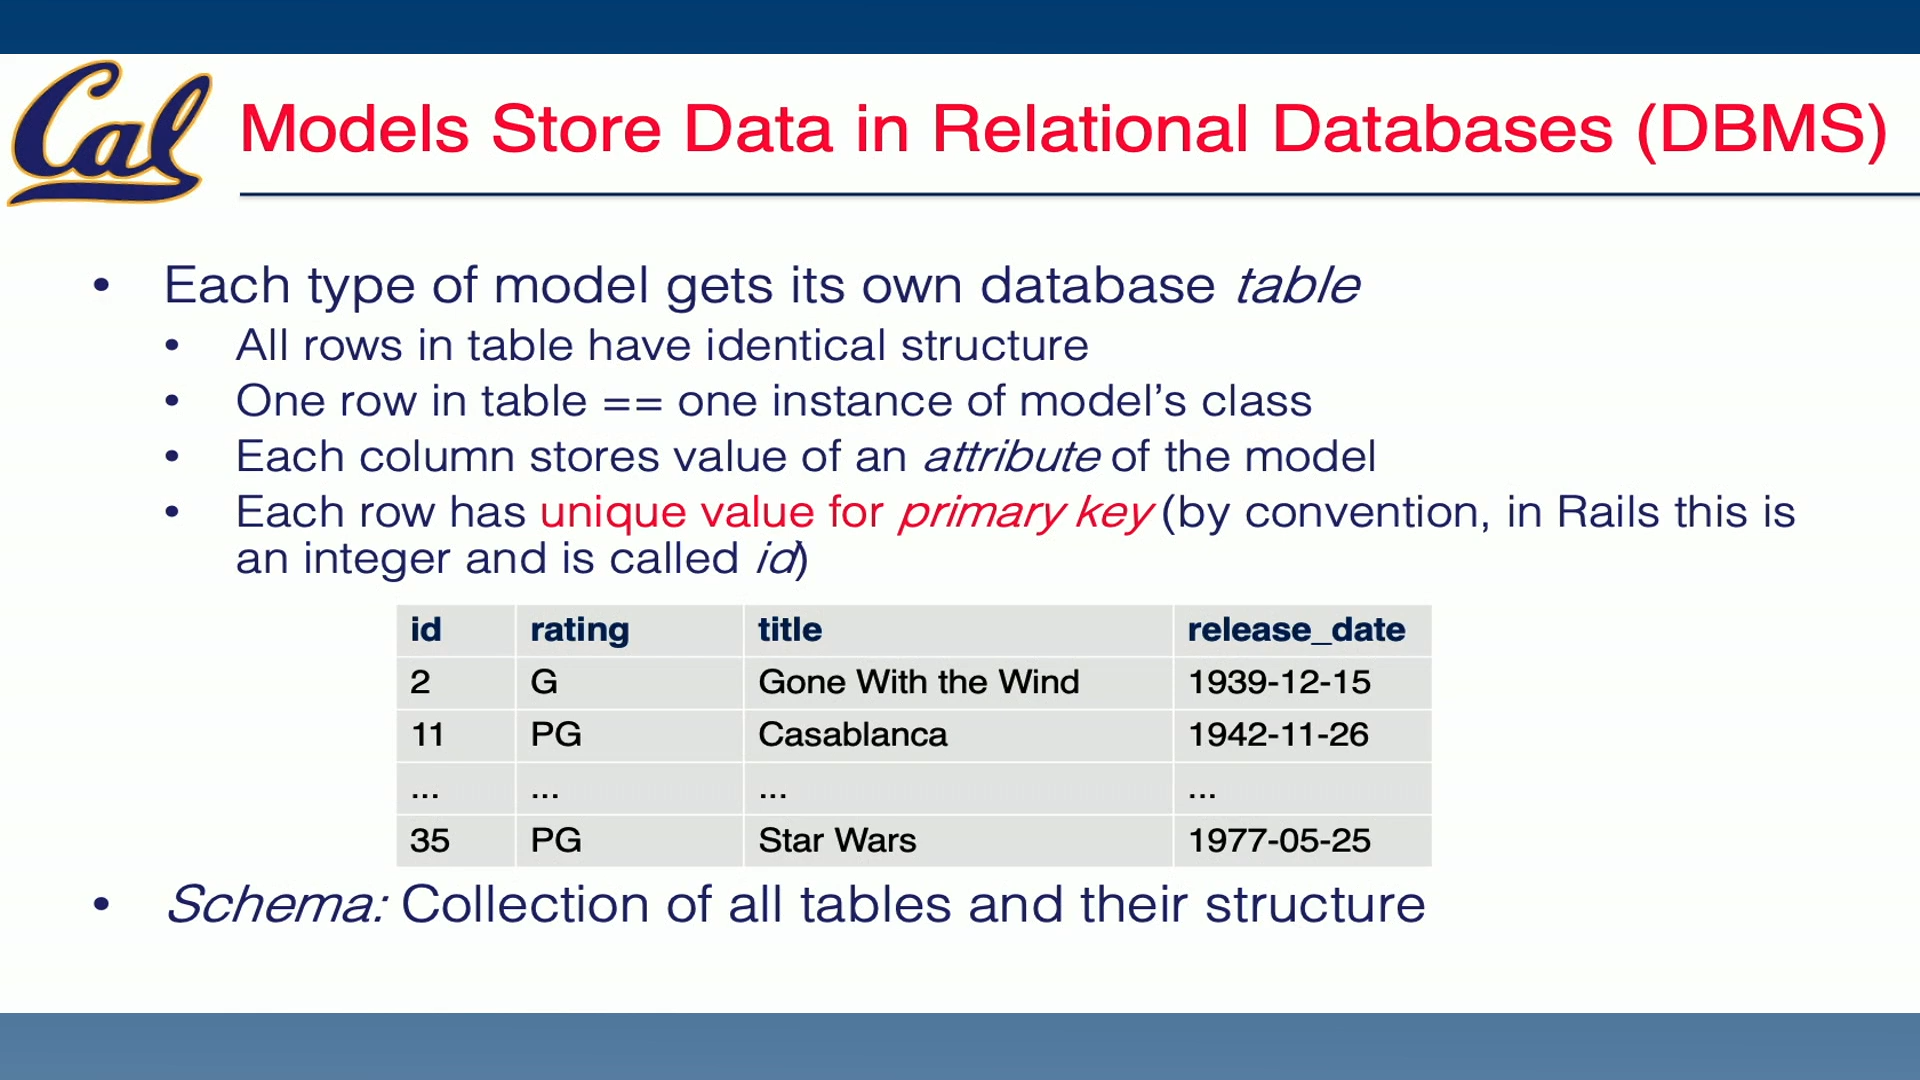 Cal
Models Store Data in Relational Databases (DBMS)
• Each type of model gets its own database table
• All rows in table have identical structure
• One row in table == one instance of model’s class
• Each column stores value of an attribute of the model
• Each row has unique value for primary key (by convention, in Rails this is
an integer and is called id)
id rating title release_date
2 G Gone With the Wind 1939-12-15
11 PG Casablanca 1942-11-26
... ... ... ...
35 PG Star Wars 1977-05-25
• Schema: Collection of all tables and their structure